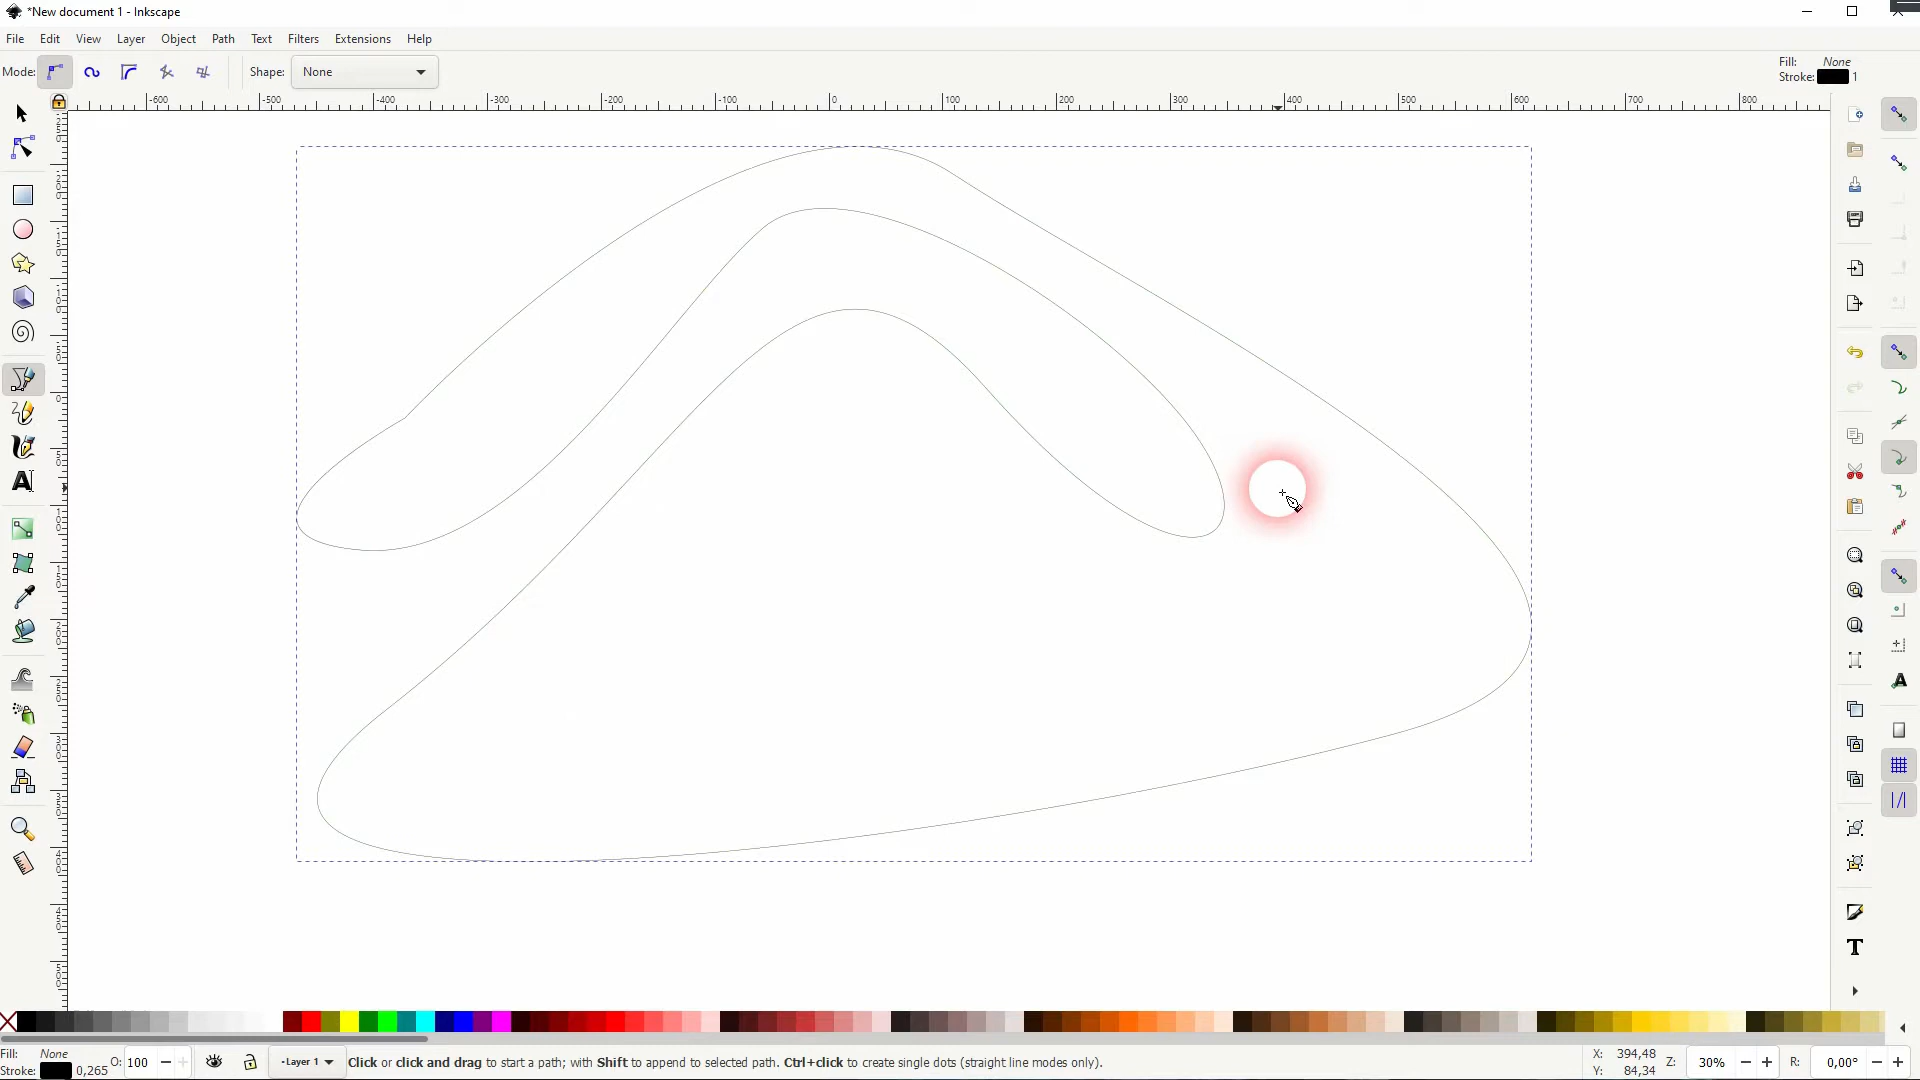 *New document 1 - Inkscape
File Edit View Layer Object Path Text Filters Extensions Help
Mode: Shape: None
Fill: None
Stroke: 1
-600 -500 -400 -300 -200 -100 0 100 200 300 400 500 600 700 800
Fill: None
Stroke: 0,265
O: 100
-Layer 1
Click or click and drag to start a path; with Shift to append to selected path. Ctrl+click to create single dots (straight line modes only).
X: 394,48
Y: 84,34
Z: 30%
R: 0,00°